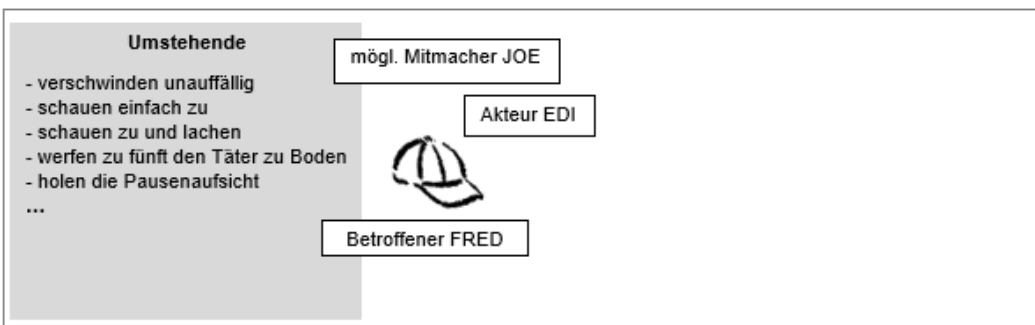 Umstehende
- verschwinden unauffällig
- schauen einfach zu
- schauen zu und lachen
- werfen zu fünft den Täter zu Boden
- holen die Pausenaufsicht
...
mögl. Mitmacher JOE
Akteur EDI
Betroffener FRED